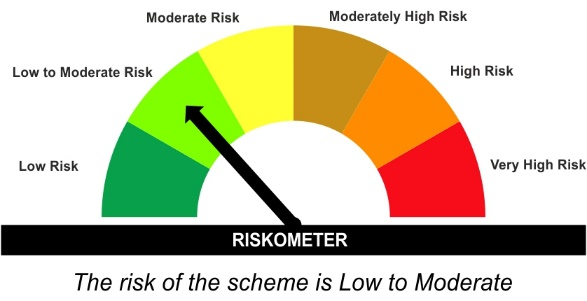 Moderate Risk
Moderately High Risk
Low to Moderate Risk
High Risk
Low Risk
Very High Risk
RISKOMETER
The risk of the scheme is Low to Moderate